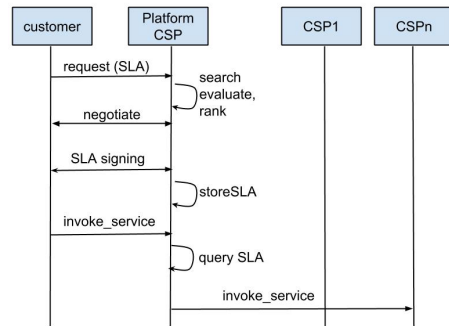 customer
Platform
CSP
CSP1
CSPn
request (SLA)
search
evaluate,
rank
negotiate
SLA signing
storeSLA
invoke_service
query SLA
invoke_service